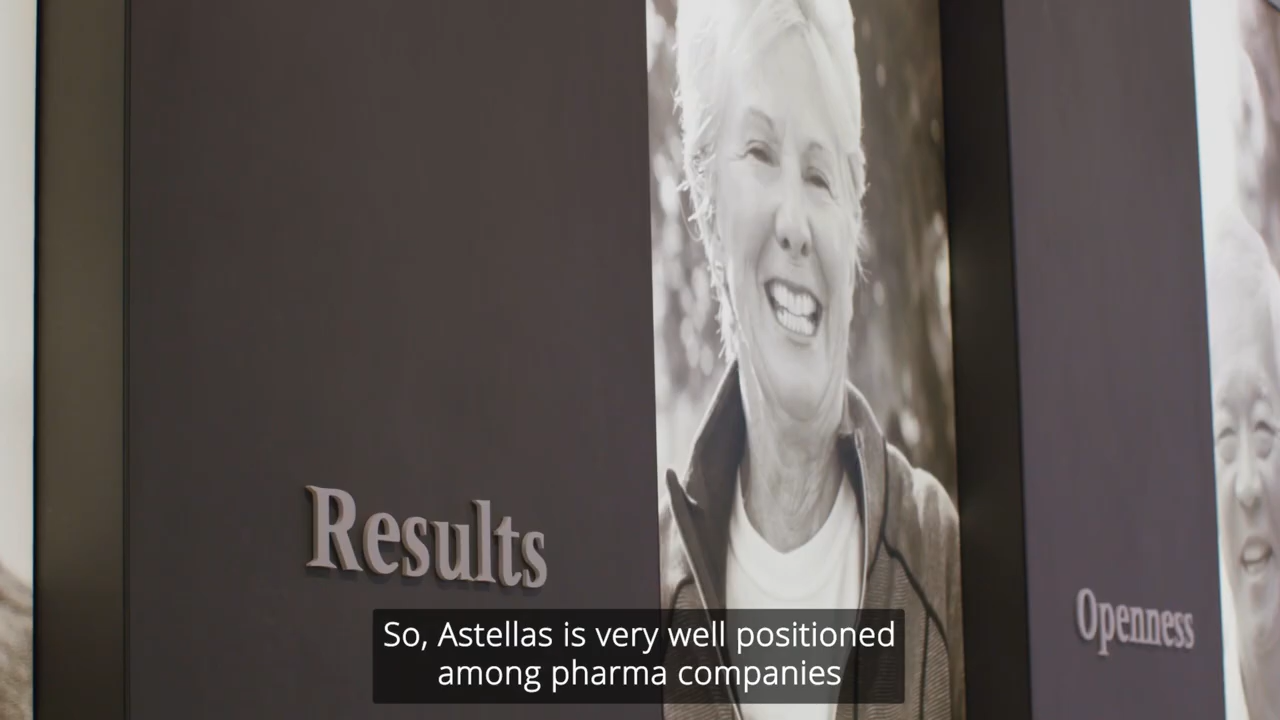 Results
Openness
So, Astellas is very well positioned
among pharma companies